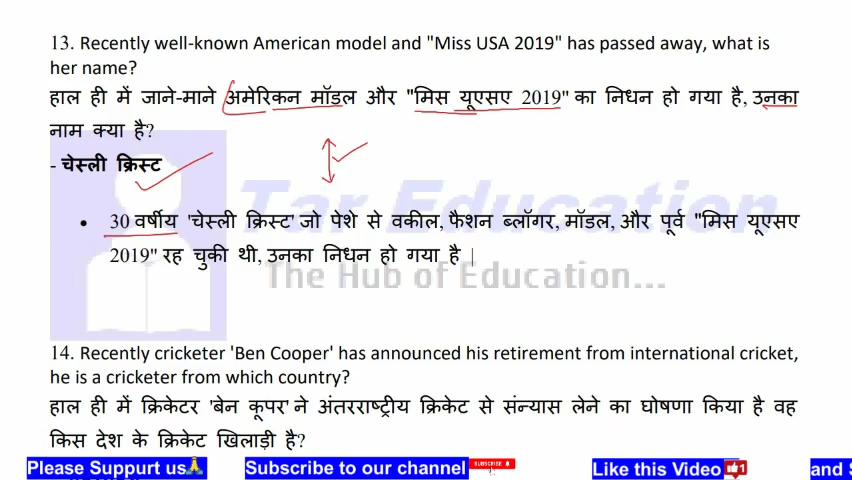 13. Recently well-known American model and "Miss USA 2019" has passed away, what is
her name?
हाल ही में जाने-माने अमेरिकन मॉडल और "मिस यूएसए 2019" का निधन हो गया है, उनका
नाम क्या है?
- चेस्ली क्रिस्ट
Tar Education
• 30 वर्षीय 'चेस्ली क्रिस्ट' जो पेशे से वकील, फैशन ब्लॉगर, मॉडल, और पूर्व "मिस यूएसए
2019" रह चुकी थी, उनका निधन हो गया है |
The Hub of Education...
14. Recently cricketer 'Ben Cooper' has announced his retirement from international cricket,
he is a cricketer from which country?
हाल ही में क्रिकेटर 'बेन कूपर' ने अंतरराष्ट्रीय क्रिकेट से संन्यास लेने का घोषणा किया है वह
किस देश के क्रिकेट खिलाड़ी है?
Please Suppurt us🙏 Subscribe to our channel SUBSCRIBE Like this Video 1 and S